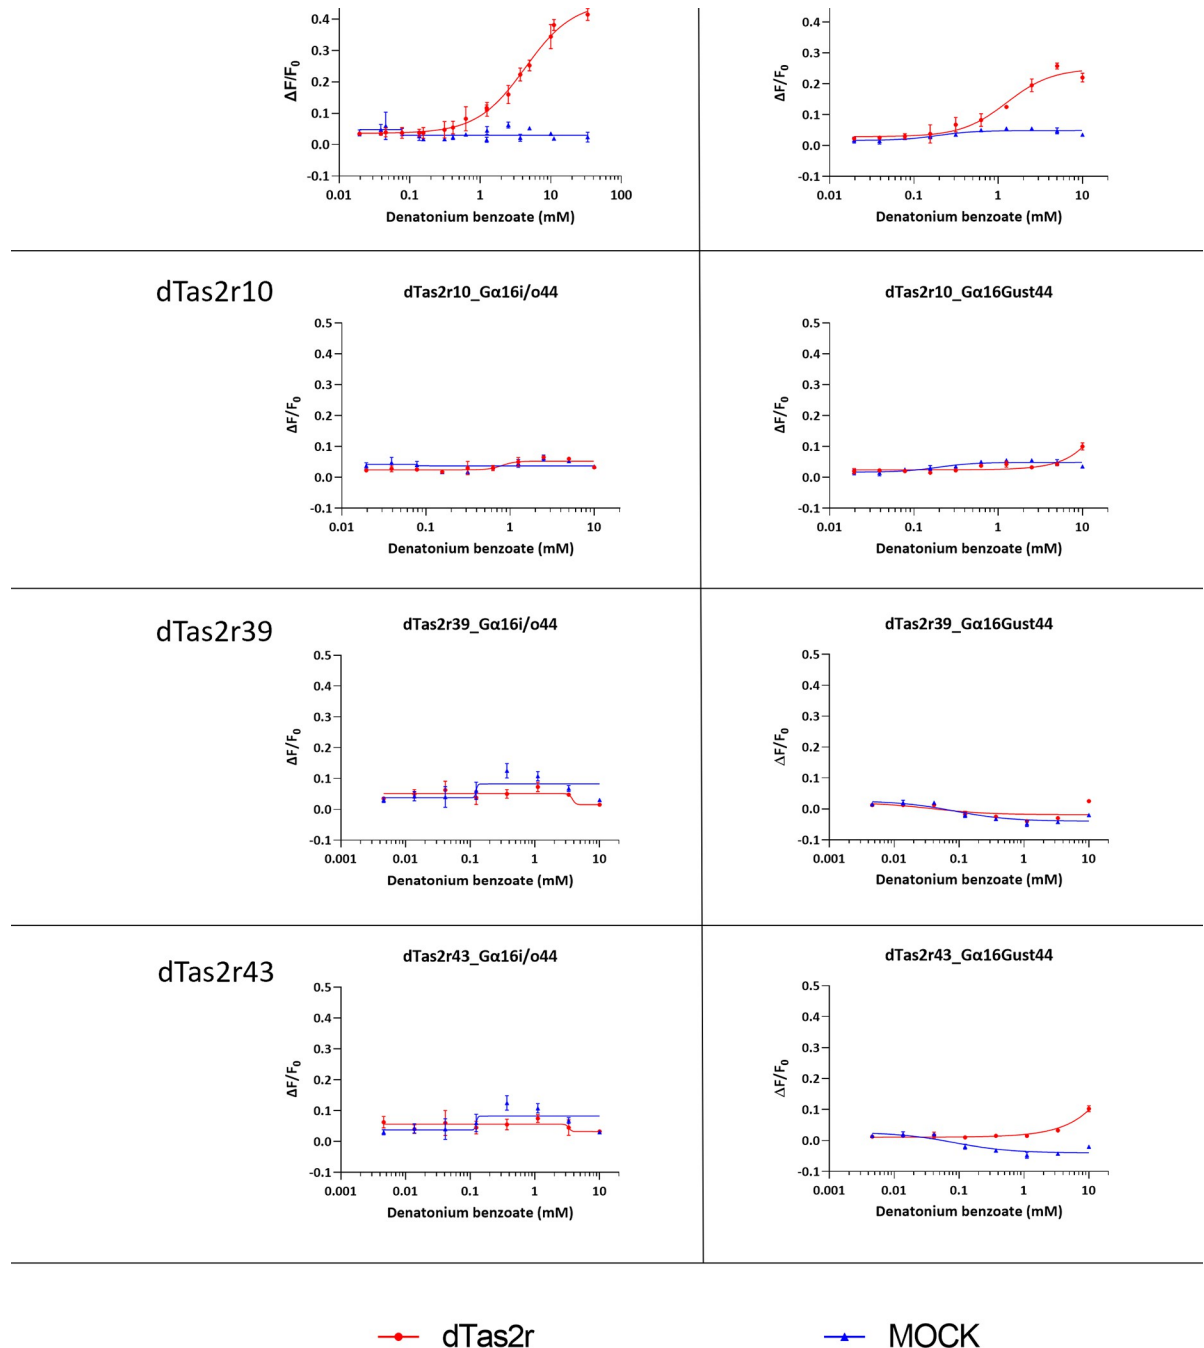 0.4
0.3
0.2
0.1
0.0
-0.1
ΔF/F0
0.01 0.1 1 10 100
Denatonium benzoate (mM)
0.4
0.3
0.2
0.1
0.0
-0.1
ΔF/F0
0.01 0.1 1 10
Denatonium benzoate (mM)
dTas2r10
dTas2r10_Gα16i/o44
0.5
0.4
0.3
0.2
0.1
0.0
-0.1
ΔF/F0
0.01 0.1 1 10
Denatonium benzoate (mM)
dTas2r10_Gα16Gust44
0.5
0.4
0.3
0.2
0.1
0.0
-0.1
ΔF/F0
0.01 0.1 1 10
Denatonium benzoate (mM)
dTas2r39
dTas2r39_Gα16i/o44
0.5
0.4
0.3
0.2
0.1
0.0
-0.1
ΔF/F0
0.001 0.01 0.1 1 10
Denatonium benzoate (mM)
dTas2r39_Gα16Gust44
0.5
0.4
0.3
0.2
0.1
0.0
-0.1
ΔF/F0
0.001 0.01 0.1 1 10
Denatonium benzoate (mM)
dTas2r43
dTas2r43_Gα16i/o44
0.5
0.4
0.3
0.2
0.1
0.0
-0.1
ΔF/F0
0.001 0.01 0.1 1 10
Denatonium benzoate (mM)
dTas2r43_Gα16Gust44
0.5
0.4
0.3
0.2
0.1
0.0
-0.1
ΔF/F0
0.001 0.01 0.1 1 10
Denatonium benzoate (mM)
dTas2r
MOCK